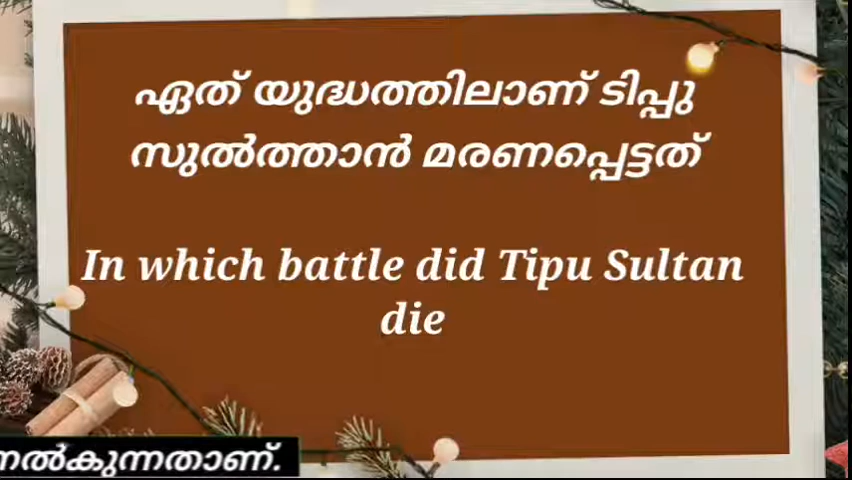 ഏത് യുദ്ധത്തിലാണ് ടിപ്പു
സുൽത്താൻ മരണപ്പെട്ടത്
In which battle did Tipu Sultan
die
നൽകുന്നതാണ്.